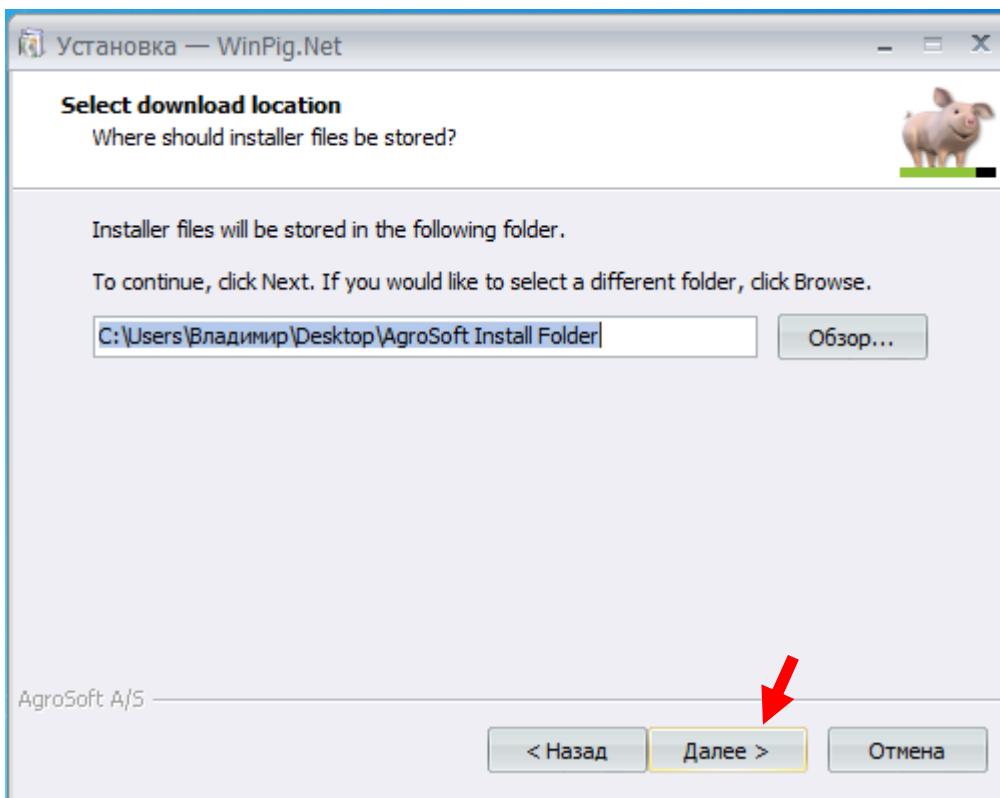 Установка — WinPig.Net
Select download location
Where should installer files be stored?
Installer files will be stored in the following folder.
To continue, click Next. If you would like to select a different folder, click Browse.
C:\Users\Владимир\Desktop\AgroSoft Install Folder
Обзор...
AgroSoft A/S
< Назад
Далее >
Отмена